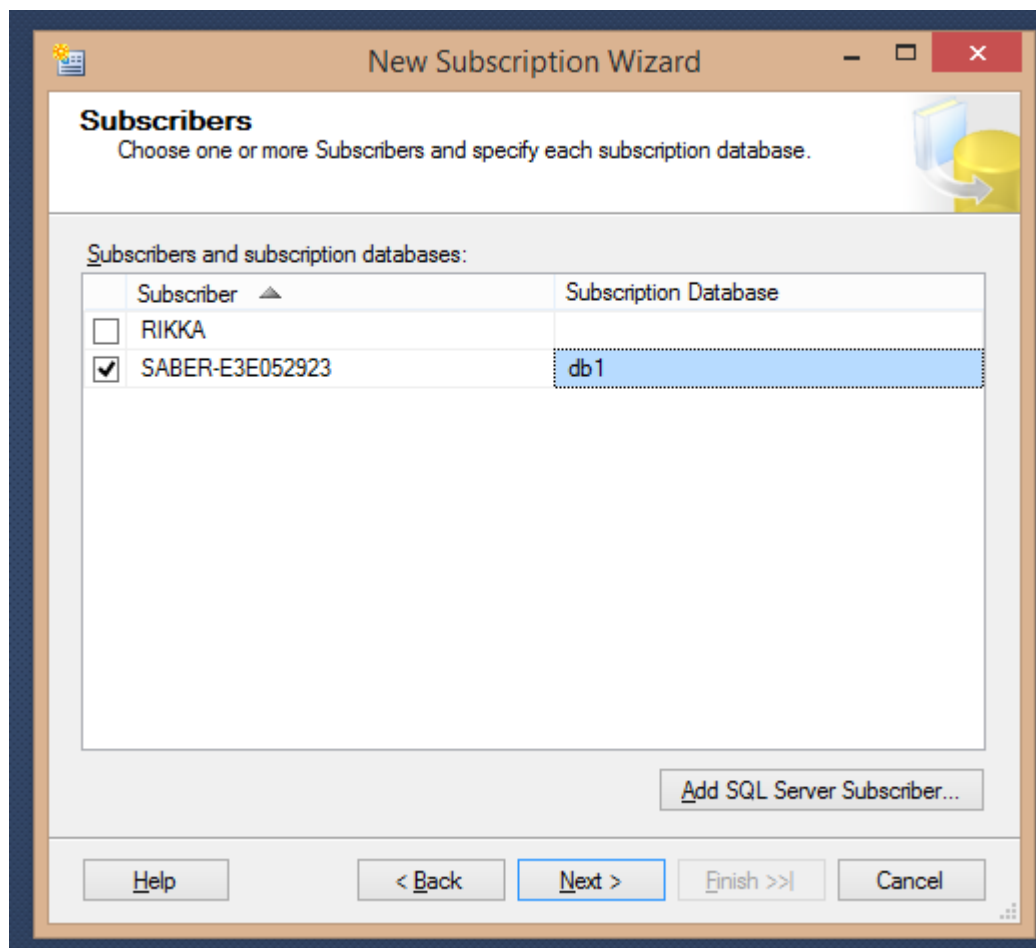 New Subscription Wizard
Subscribers
Choose one or more Subscribers and specify each subscription database.
Subscribers and subscription databases:
Subscriber Subscription Database
RIKKA
SABER-E3E052923 db1
Add SQL Server Subscriber...
Help < Back Next > Finish >>| Cancel